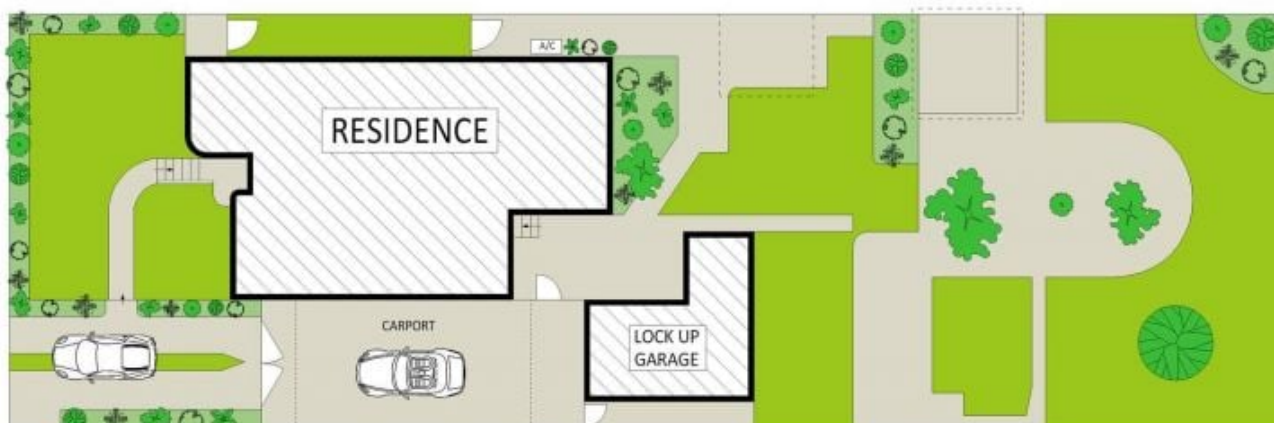 A/C
RESIDENCE
CARPORT
LOCK UP
GARAGE